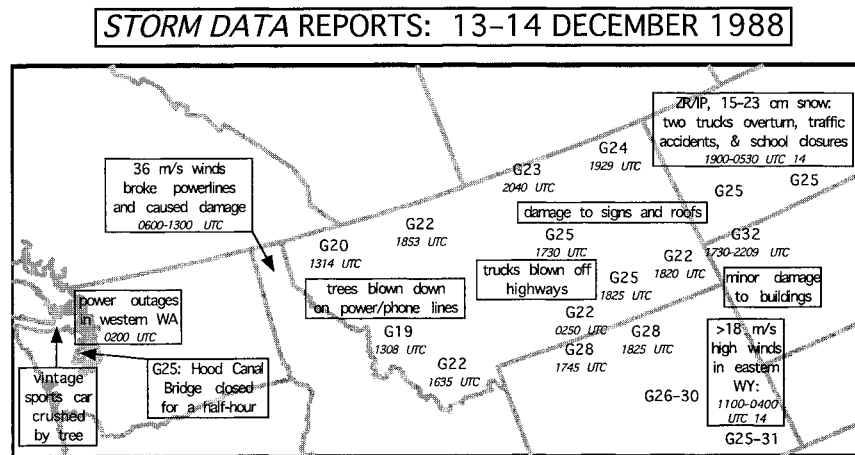 STORM DATA REPORTS: 13-14 DECEMBER 1988
ZR/IP, 15-23 cm snow:
two trucks overturn, traffic
accidents, & school closures
1900-0530 UTC 14
G24
1929 UTC
G23
2040 UTC
G25
G25
36 m/s winds
broke powerlines
and caused damage
0600-1300 UTC
damage to signs and roofs
G22
1853 UTC
G20
1314 UTC
G25
1730 UTC
G32
1730-2209 UTC
G22
1820 UTC
trucks blown off
highways
G25
1825 UTC
minor damage
to buildings
trees blown down
on power/phone lines
power outages
in western WA
0200 UTC
G22
0250 UTC
G19
1308 UTC
G28
1745 UTC
G28
1825 UTC
>18 m/s
high winds
in eastern
WY:
1100-0400
UTC 14
G22
1635 UTC
G25: Hood Canal
Bridge closed
for a half-hour
vintage
sports car
crushed
by tree
G26-30
G25-31